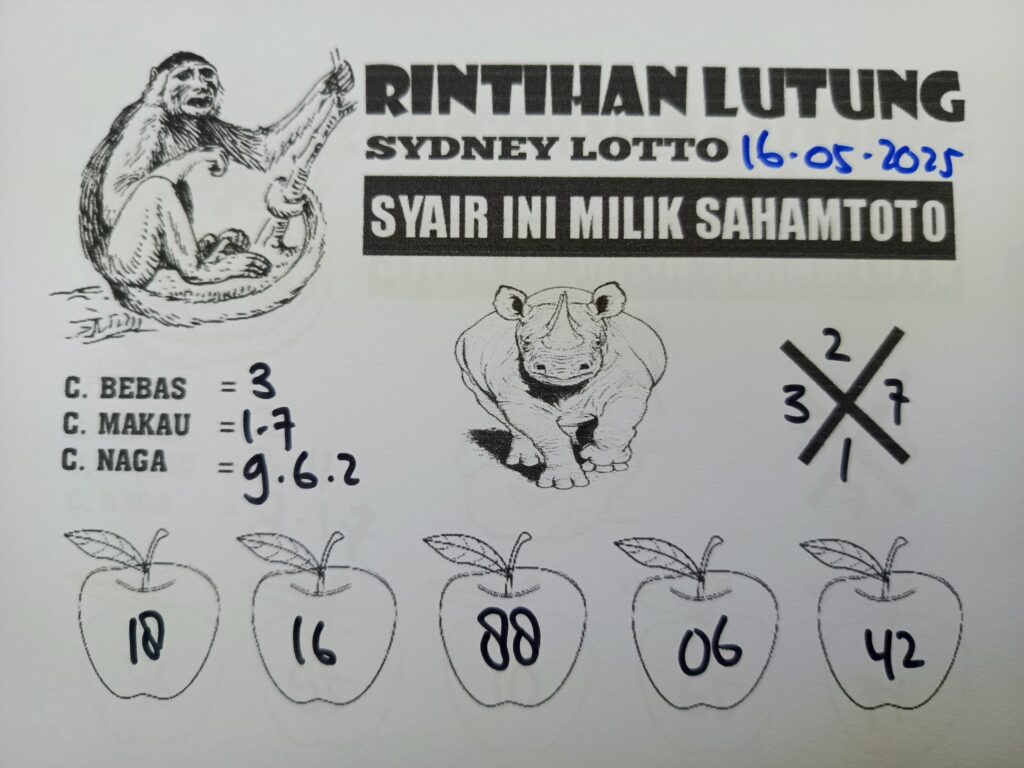 RINTIHAN LUTUNG
SYDNEY LOTTO 16.05.2025
SYAIR INI MILIK SAHAMTOTO
C. BEBAS = 3
C. MAKAU = 1.7
C. NAGA = 9.6.2
2
3 7
1
18 16 88 06 42